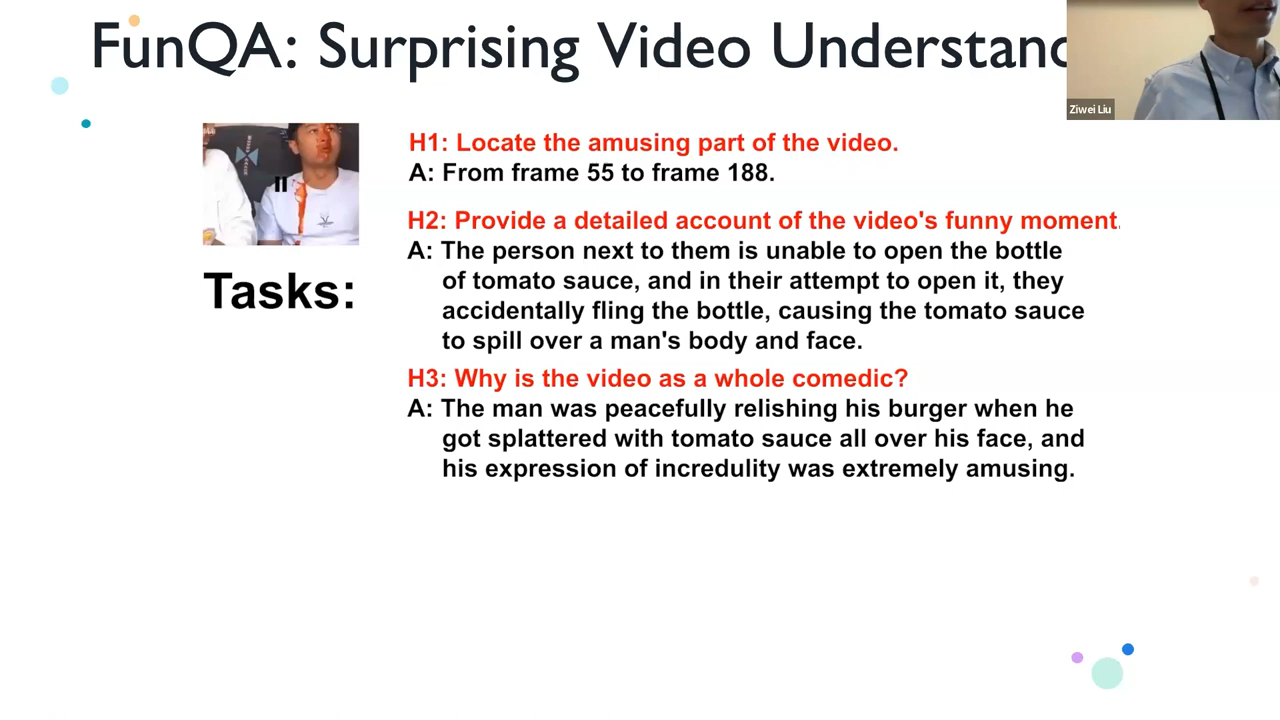 FunQA: Surprising Video Understand
Ziwei Liu
H1: Locate the amusing part of the video.
A: From frame 55 to frame 188.
H2: Provide a detailed account of the video's funny moment.
A: The person next to them is unable to open the bottle
of tomato sauce, and in their attempt to open it, they
accidentally fling the bottle, causing the tomato sauce
to spill over a man's body and face.
Tasks:
H3: Why is the video as a whole comedic?
A: The man was peacefully relishing his burger when he
got splattered with tomato sauce all over his face, and
his expression of incredulity was extremely amusing.